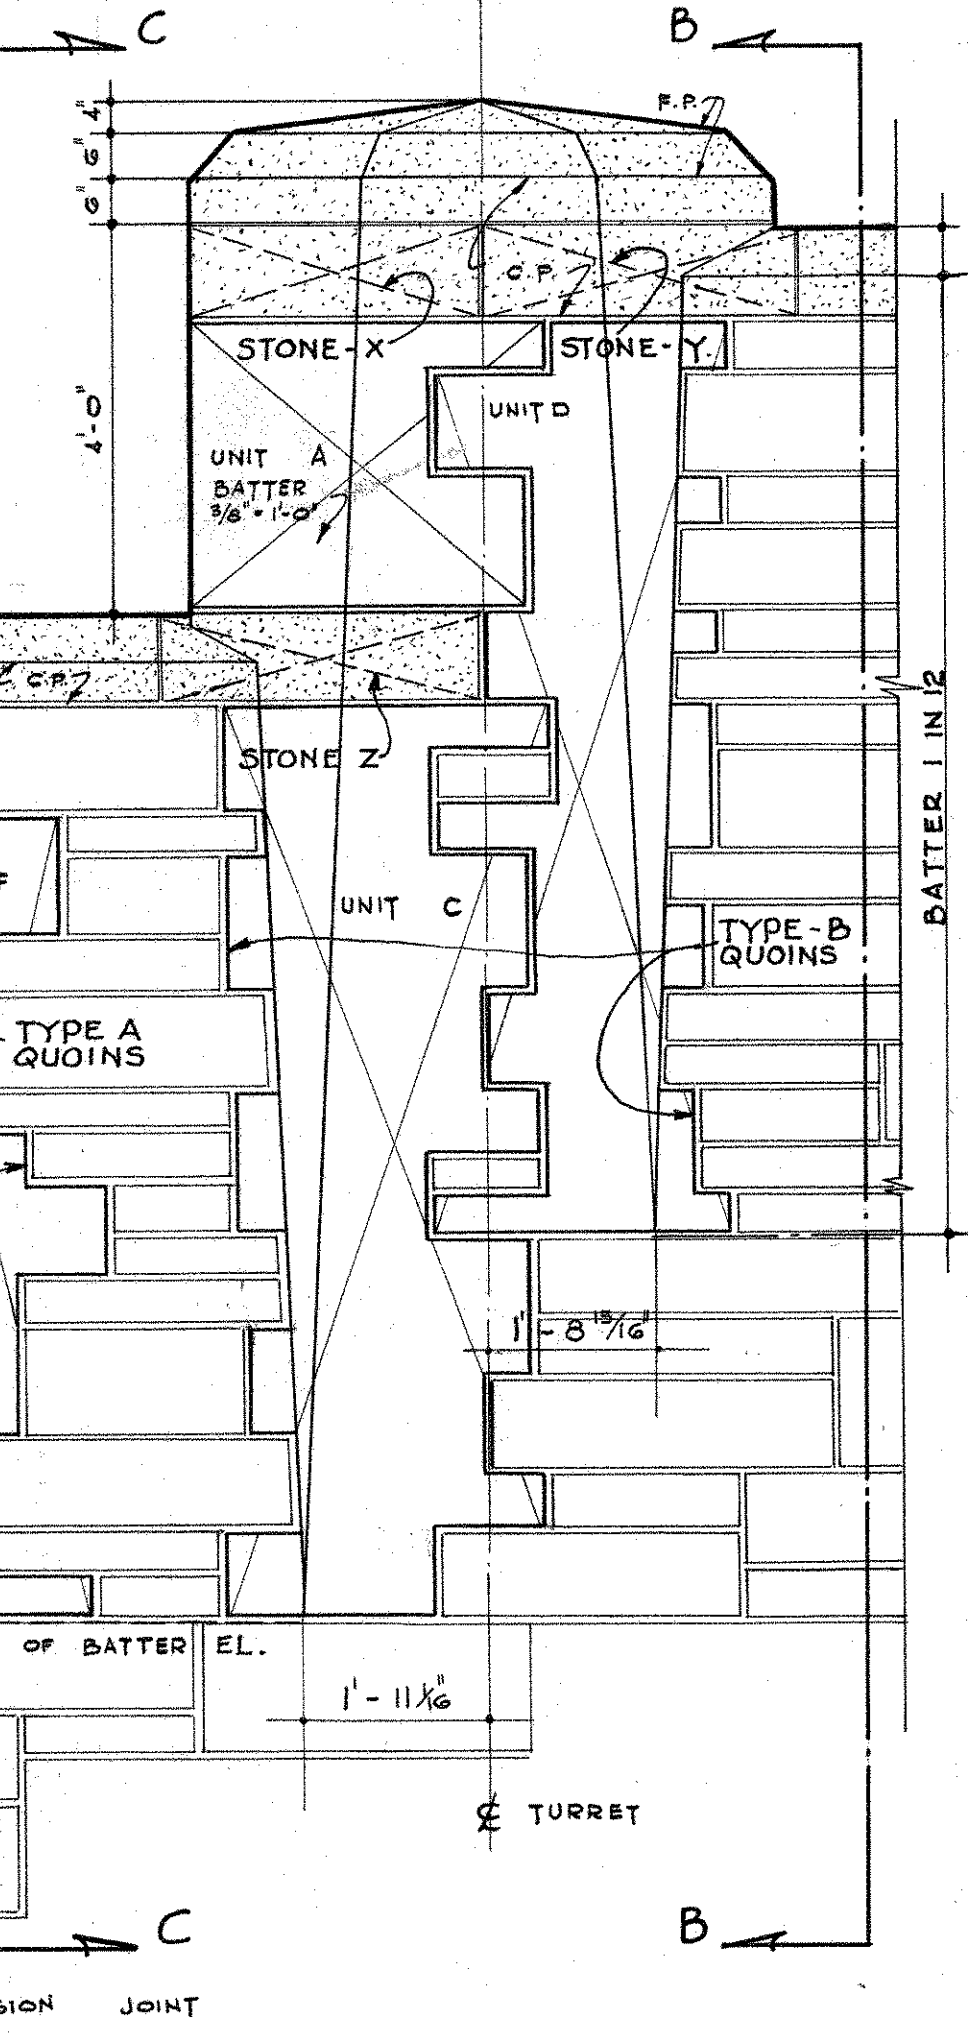 C
B
4"
F.P.
6"
6"
C.P.
STONE-X
STONE-Y.
4'-0"
UNIT D
UNIT A
BATTER
3/8" = 1'-0"
C.P.
STONE Z
BATTER 1 IN 12
F
UNIT C
TYPE-B
QUOINS
TYPE A
QUOINS
1'-8 15/16"
OF BATTER EL.
1'-11 1/16"
℄ TURRET
C
B
SION JOINT